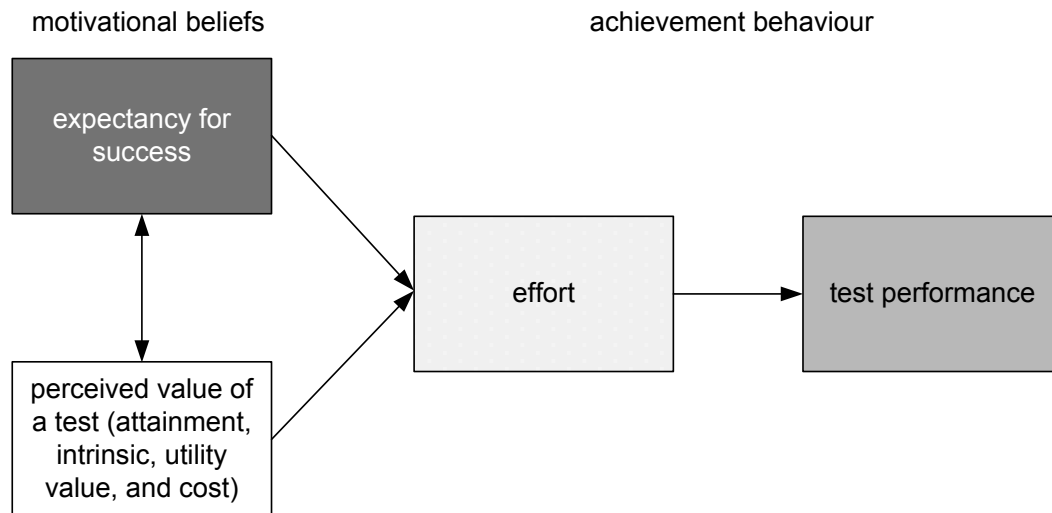 motivational beliefs
achievement behaviour
expectancy for
success
effort
test performance
perceived value of
a test (attainment,
intrinsic, utility
value, and cost)